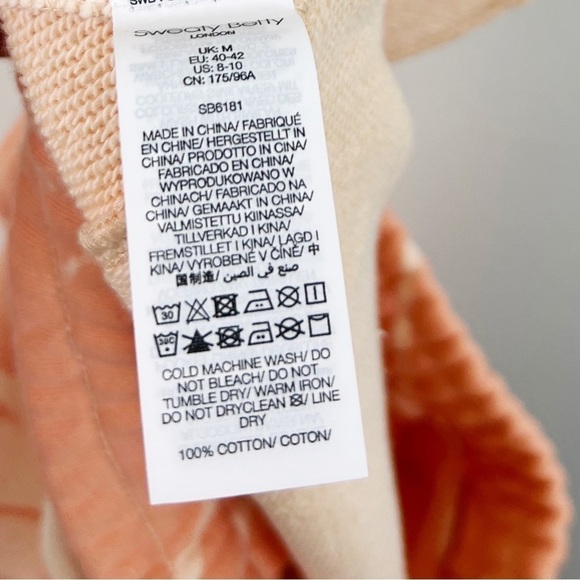 Sweaty Betty
LONDON
UK: M
EU: 40-42
US: 8-10
CN: 175/96A
SB6181
MADE IN CHINA/ FABRIQUÉ
EN CHINE/ HERGESTELLT IN
CHINA/ PRODOTTO IN CINA/
FABRICADO EN CHINA/
WYPRODUKOWANO W
CHINACH/ FABRICADO NA
CHINA/ GEMAAKT IN CHINA/
VALMISTETTU KIINASSA/
TILLVERKAD I KINA/
FREMSTILLET I KINA/ LAGD I
KINA/ VYROBENÉ V ČÍNĚ/ 中
国制造/ صنع في الصين/
30
30C
COLD MACHINE WASH/ DO
NOT BLEACH/ DO NOT
TUMBLE DRY/ WARM IRON/
DO NOT DRYCLEAN / LINE
DRY
100% COTTON/ COTON/